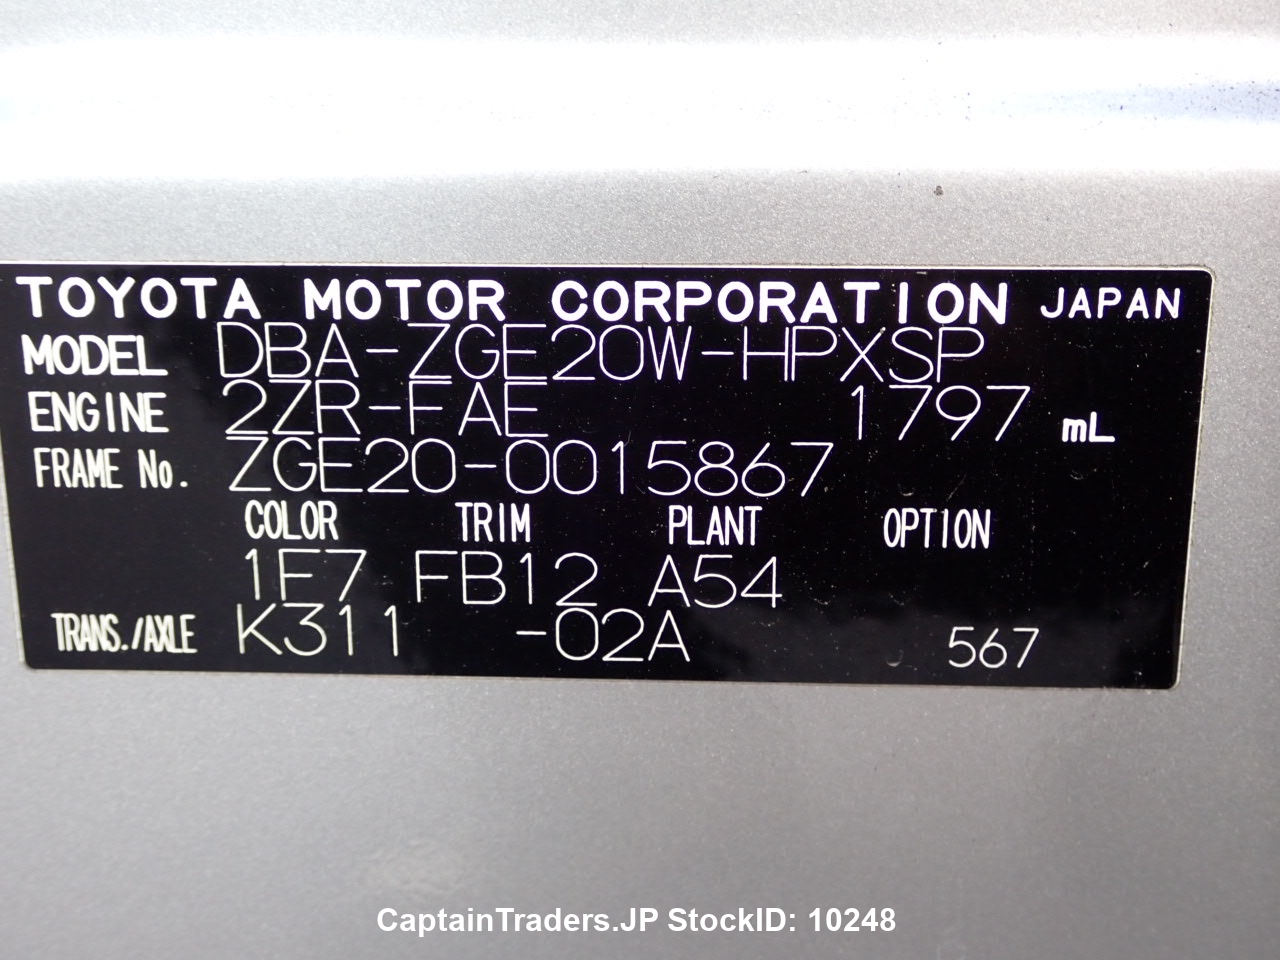 TOYOTA MOTOR CORPORATION JAPAN
MODEL DBA-ZGE20W-HPXSP
ENGINE 2ZR-FAE 1797 mL
FRAME No. ZGE20-0015867
COLOR TRIM PLANT OPTION
1F7 FB12 A54
TRANS./AXLE K311 -02A 567
CaptainTraders.JP StockID: 10248